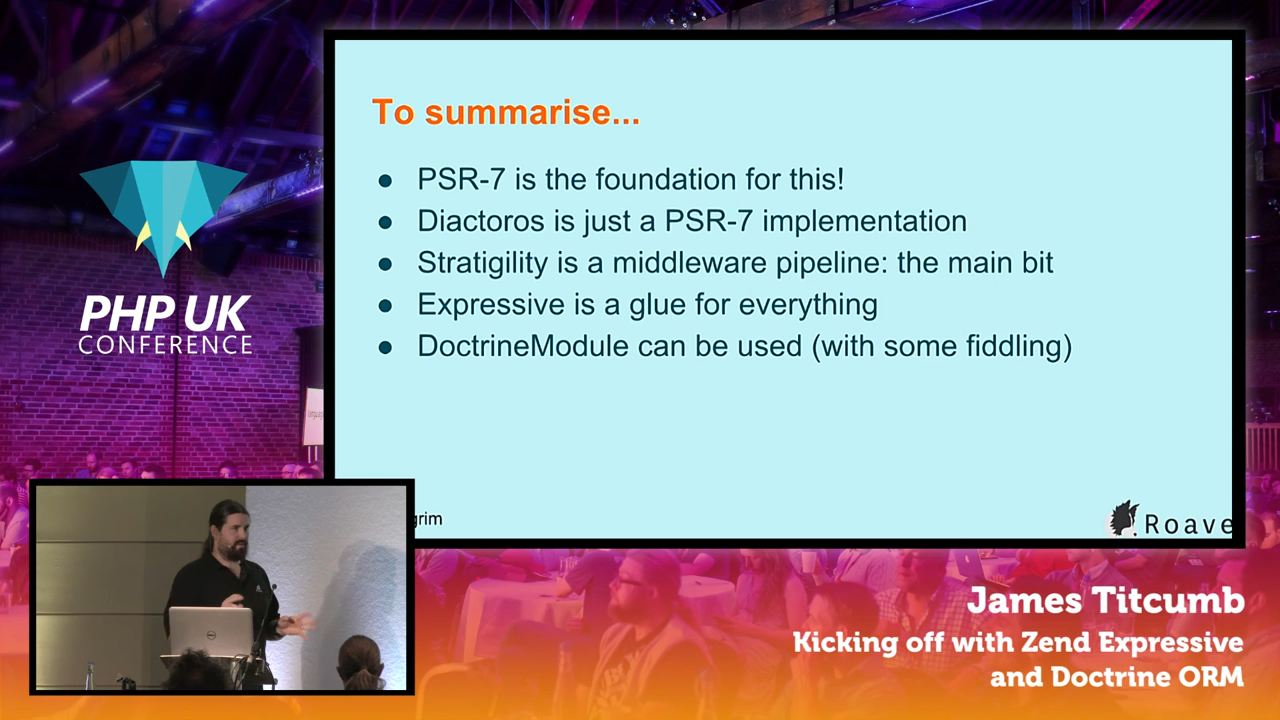 To summarise...
● PSR-7 is the foundation for this!
● Diactoros is just a PSR-7 implementation
● Stratigility is a middleware pipeline: the main bit
● Expressive is a glue for everything
● DoctrineModule can be used (with some fiddling)
grim
Roave
PHP UK
CONFERENCE
James Titcumb
Kicking off with Zend Expressive
and Doctrine ORM